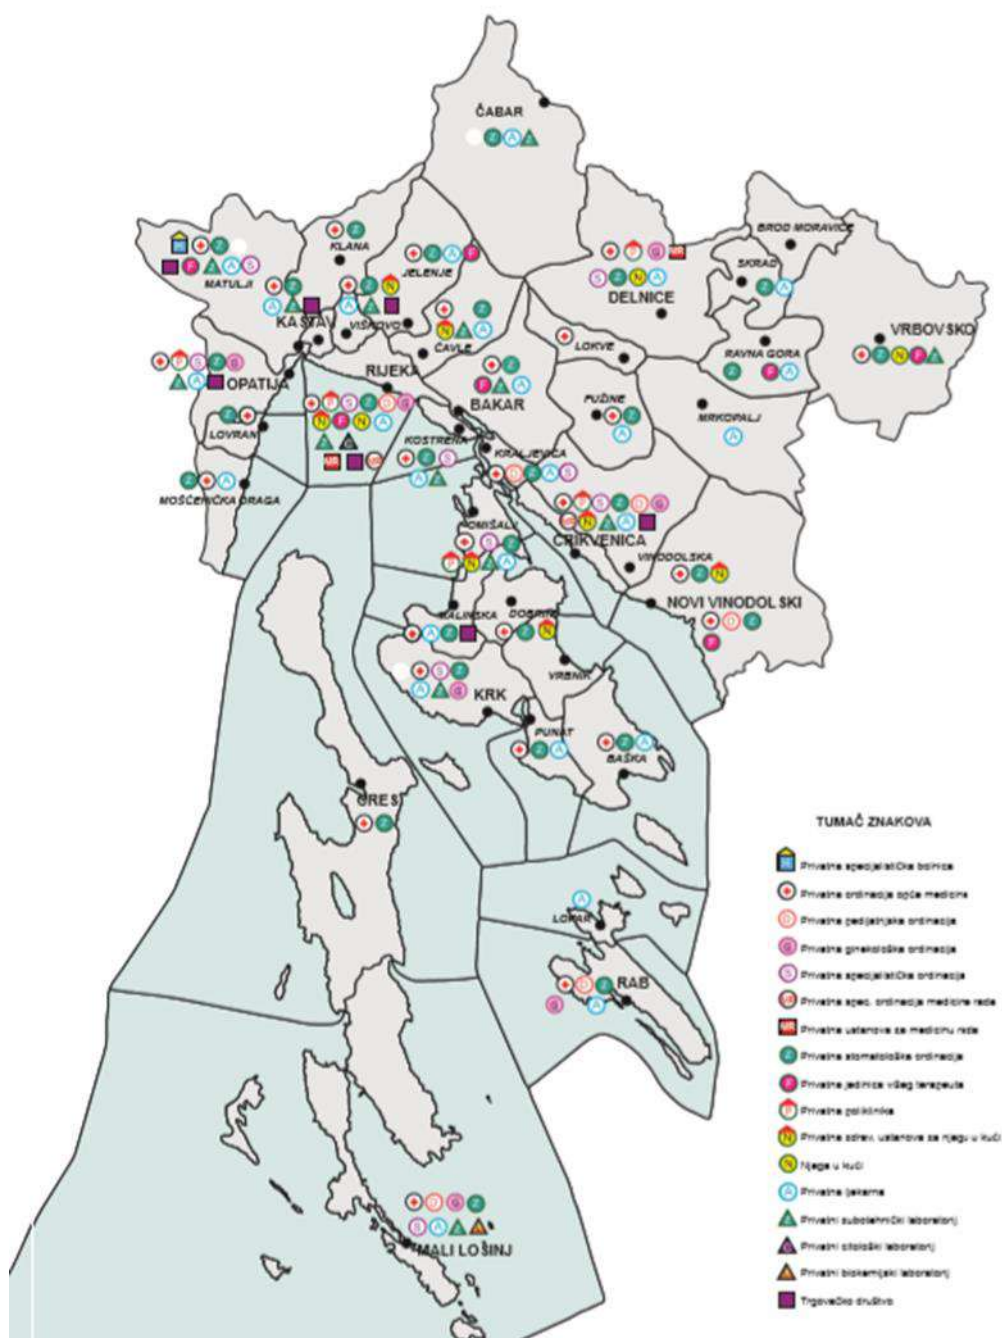 ČABAR
BROD MORAVICE
KLANA
SKRAD
JELENJE
MATULJI
DELNICE
KASTAV
VIŠKOVO
VRBOVSKO
LOKVE
ČAVLE
RAVNA GORA
RIJEKA
OPATIJA
BAKAR
FUŽINE
MRKOPALJ
LOVRAN
KOSTRENA
KRALJEVICA
MOŠĆENIČKA DRAGA
OMIŠALJ
CRIKVENICA
VINODOLSKA
NOVI VINODOLSKI
MALINSKA
DOBRINJ
VRBNIK
KRK
PUNAT
BAŠKA
CRES
TUMAČ ZNAKOVA
Privatna specijalistička bolnica
Privatna ordinacija opće medicine
D Privatna pedijatrijska ordinacija
G Privatna ginekološka ordinacija
LOPAR
S Privatna specijalistička ordinacija
RAB
MR Privatna spec. ordinacija medicine rada
MR Privatna ustanova za medicinu rada
Z Privatna stomatološka ordinacija
F Privatna jedinica višeg terapeuta
P Privatna poliklinika
N Privatna zdrav. ustanova za njegu u kući
N Njega u kući
A Privatna ljekarna
Z Privatni zubotehnički laboratorij
Privatni citološki laboratorij
MALI LOŠINJ
Privatni biokemijski laboratorij
Trgovačko društvo